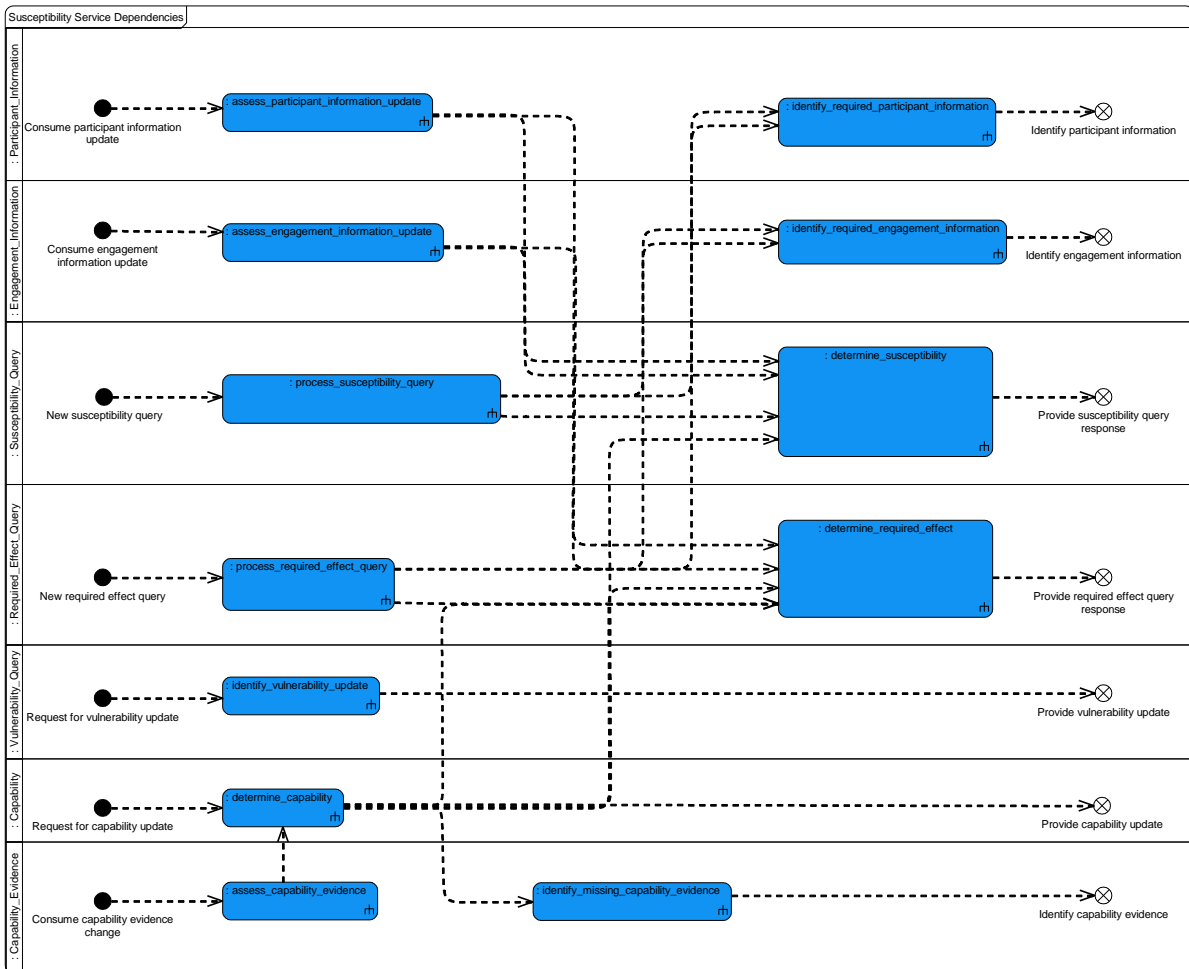 Susceptibility Service Dependencies
: Participant_Information
Consume participant information
update
: assess_participant_information_update
: identify_required_participant_information
Identify participant information
: Engagement_Information
Consume engagement
information update
: assess_engagement_information_update
: identify_required_engagement_information
Identify engagement information
: Susceptibility_Query
New susceptibility query
: process_susceptibility_query
: determine_susceptibility
Provide susceptibility query
response
: Required_Effect_Query
New required effect query
: process_required_effect_query
: determine_required_effect
Provide required effect query
response
: Vulnerability_Query
Request for vulnerability update
: identify_vulnerability_update
Provide vulnerability update
: Capability
Request for capability update
: determine_capability
Provide capability update
: Capability_Evidence
Consume capability evidence
change
: assess_capability_evidence
: identify_missing_capability_evidence
Identify capability evidence